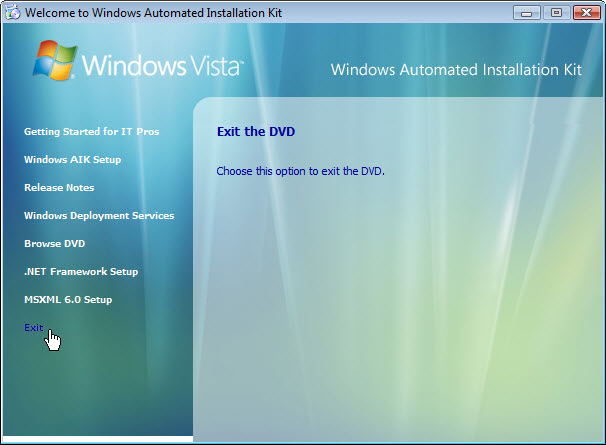 Welcome to Windows Automated Installation Kit
Windows Vista™
Windows Automated Installation Kit
Getting Started for IT Pros
Windows AIK Setup
Release Notes
Windows Deployment Services
Browse DVD
.NET Framework Setup
MSXML 6.0 Setup
Exit
Exit the DVD
Choose this option to exit the DVD.